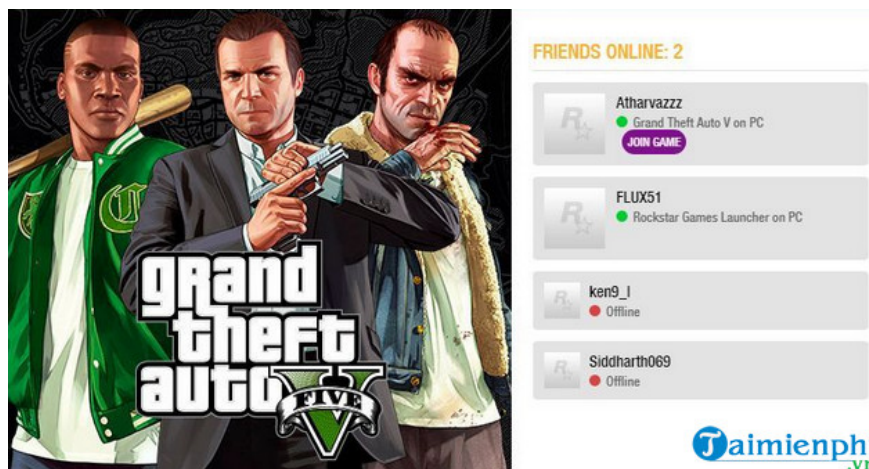 grand
theft
auto
V
FIVE
FRIENDS ONLINE: 2
Atharvazzz
Grand Theft Auto V on PC
JOIN GAME
FLUX51
Rockstar Games Launcher on PC
ken9_l
Offline
Siddharth069
Offline
Taimienph
.vn